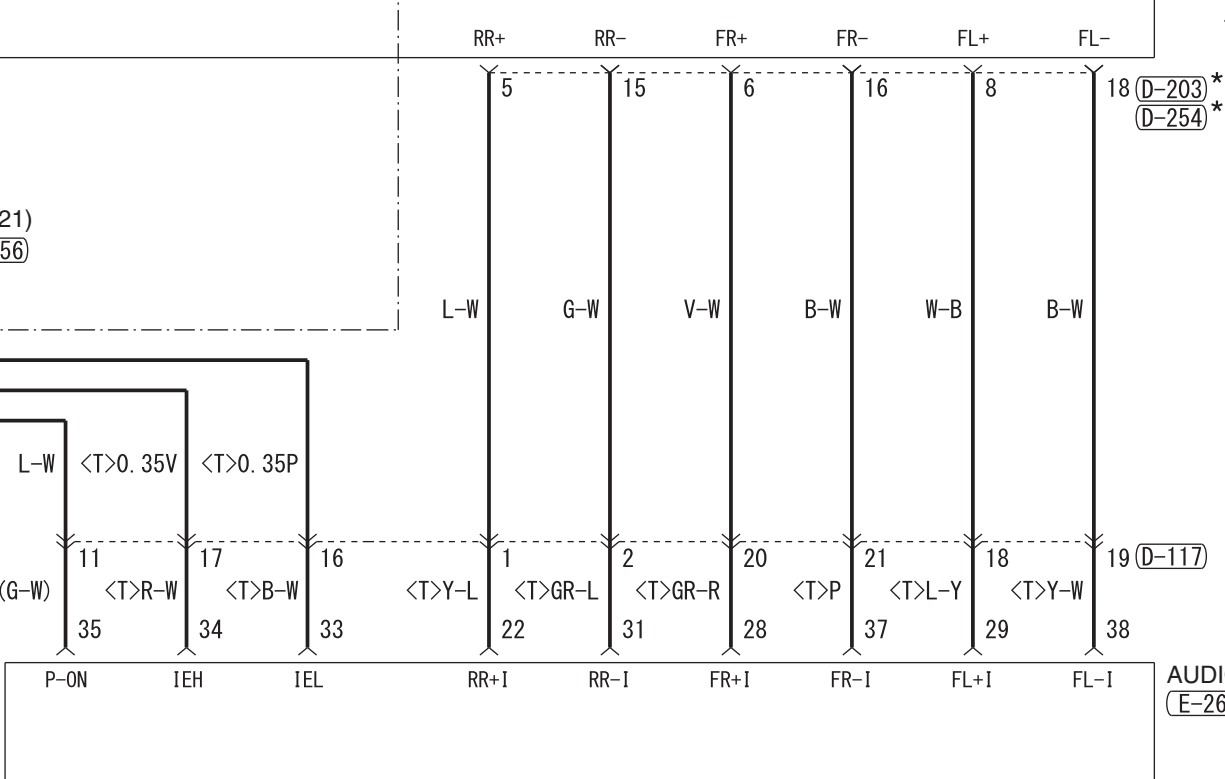 RR+ RR- FR+ FR- FL+ FL-
5 15 6 16 8 18 (D-203)*
(D-254)*
21)
56)
L-W G-W V-W B-W W-B B-W
L-W <T>0.35V <T>0.35P
11 17 16 1 2 20 21 18 19 (D-117)
(G-W) <T>R-W <T>B-W <T>Y-L <T>GR-L <T>GR-R <T>P <T>L-Y <T>Y-W
35 34 33 22 31 28 37 29 38
P-ON IEH IEL RR+I RR-I FR+I FR-I FL+I FL-I
AUDI
(E-26